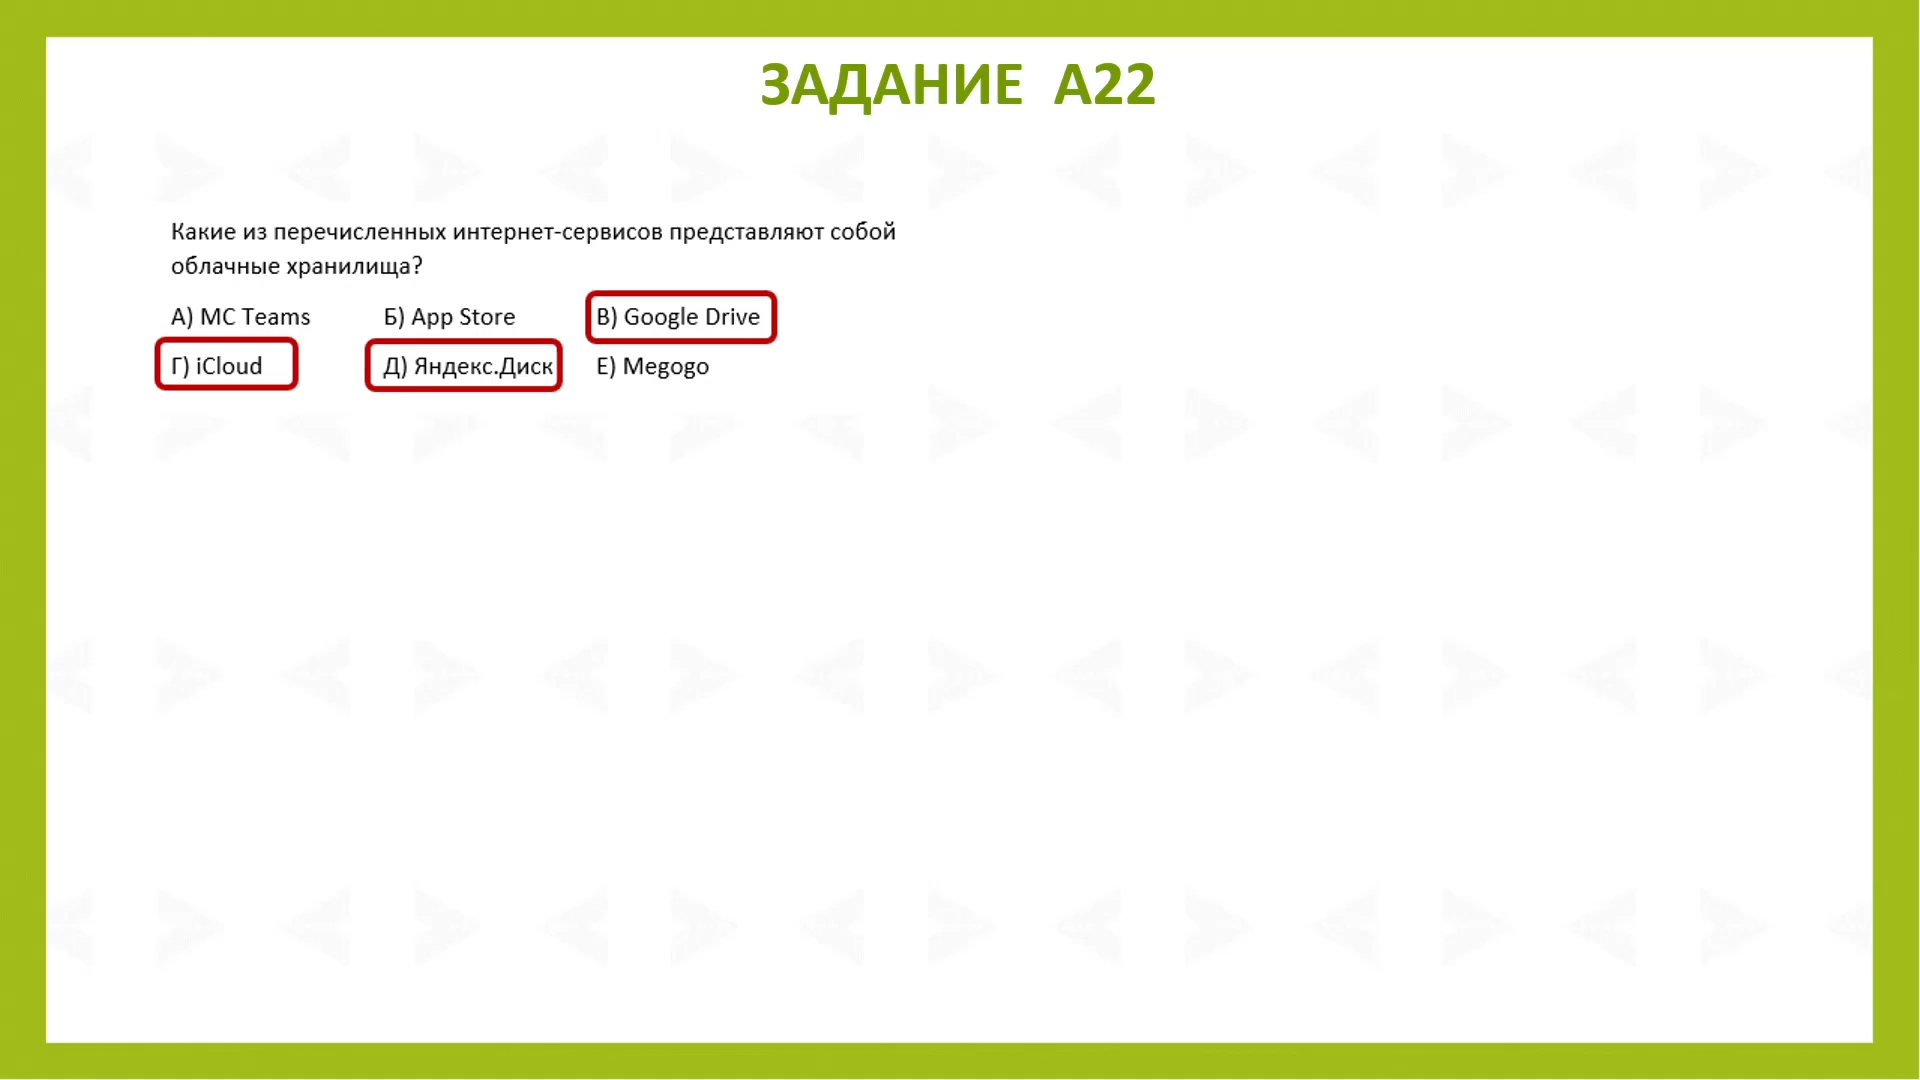 ЗАДАНИЕ А22
Какие из перечисленных интернет-сервисов представляют собой
облачные хранилища?
А) MC Teams Б) App Store В) Google Drive
Г) iCloud Д) Яндекс.Диск Е) Megogo